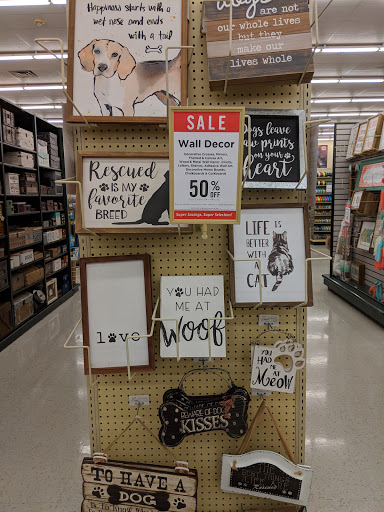 Happiness starts with a
wet nose and ends
with a tail
are not
our whole lives
but they
make our
lives whole
SALE
Wall Decor
50% OFF
Super Savings, Super Selection!
Dogs leave
paw prints
on your
heart
Rescued
IS MY
favorite
BREED
LIFE IS
BETTER
WITH A
CAT
love
YOU HAD
ME AT
Woof
YOU HAD
ME AT
Meow
BEWARE OF DOG
KISSES
TO HAVE A
DOG